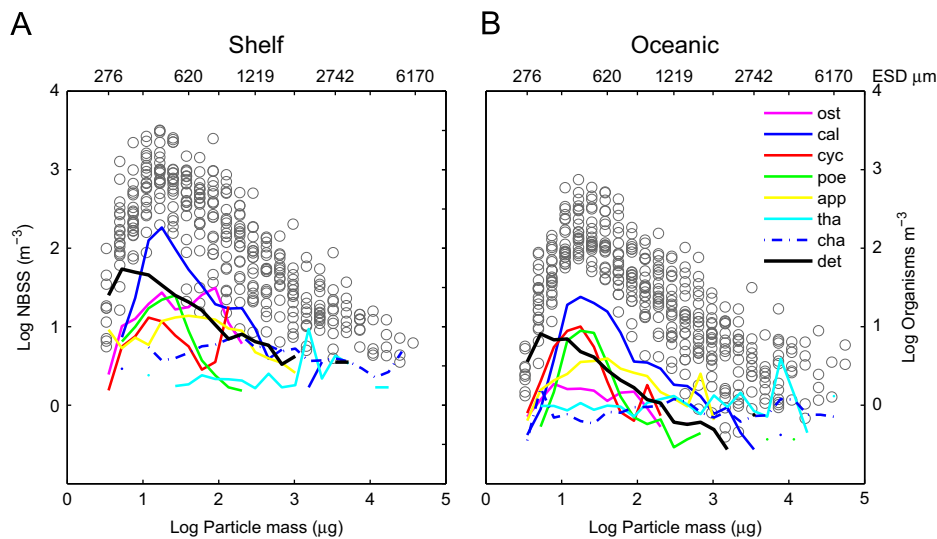 A
B
Shelf
Oceanic
276 620 1219 2742 6170
276 620 1219 2742 6170 ESD μm
4
3
2
1
0
Log NBSS (m−3)
0 1 2 3 4 5
Log Particle mass (μg)
ost
cal
cyc
poe
app
tha
cha
det
4
3
2
1
0
Log Organisms m−3
0 1 2 3 4 5
Log Particle mass (μg)